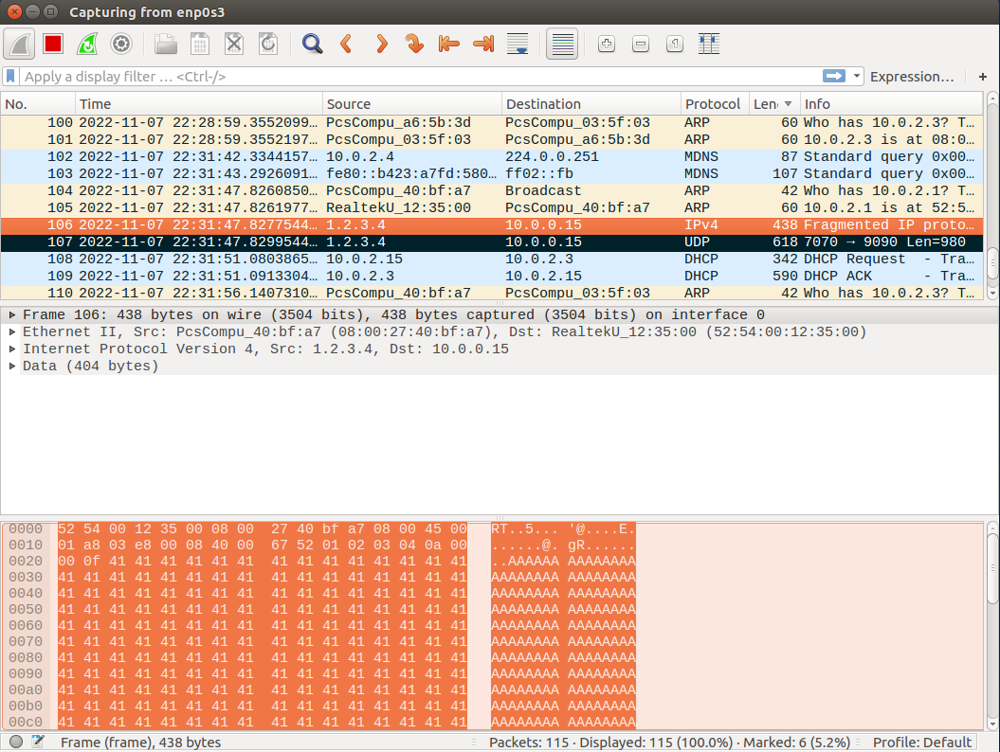 Capturing from enp0s3
Apply a display filter … <Ctrl-/>
Expression…
+
No. Time Source Destination Protocol Len Info
100 2022-11-07 22:28:59.3552099… PcsCompu_a6:5b:3d PcsCompu_03:5f:03 ARP 60 Who has 10.0.2.3? T…
101 2022-11-07 22:28:59.3552197… PcsCompu_03:5f:03 PcsCompu_a6:5b:3d ARP 60 10.0.2.3 is at 08:0…
102 2022-11-07 22:31:42.3344157… 10.0.2.4 224.0.0.251 MDNS 87 Standard query 0x00…
103 2022-11-07 22:31:43.2926091… fe80::b423:a7fd:580… ff02::fb MDNS 107 Standard query 0x00…
104 2022-11-07 22:31:47.8260850… PcsCompu_40:bf:a7 Broadcast ARP 42 Who has 10.0.2.1? T…
105 2022-11-07 22:31:47.8261977… RealtekU_12:35:00 PcsCompu_40:bf:a7 ARP 60 10.0.2.1 is at 52:5…
106 2022-11-07 22:31:47.8277544… 1.2.3.4 10.0.0.15 IPv4 438 Fragmented IP proto…
107 2022-11-07 22:31:47.8299544… 1.2.3.4 10.0.0.15 UDP 618 7070 → 9090 Len=980
108 2022-11-07 22:31:51.0803865… 10.0.2.15 10.0.2.3 DHCP 342 DHCP Request - Tra…
109 2022-11-07 22:31:51.0913304… 10.0.2.3 10.0.2.15 DHCP 590 DHCP ACK - Tra…
110 2022-11-07 22:31:56.1407310… PcsCompu_40:bf:a7 PcsCompu_03:5f:03 ARP 42 Who has 10.0.2.3? T…
Frame 106: 438 bytes on wire (3504 bits), 438 bytes captured (3504 bits) on interface 0
Ethernet II, Src: PcsCompu_40:bf:a7 (08:00:27:40:bf:a7), Dst: RealtekU_12:35:00 (52:54:00:12:35:00)
Internet Protocol Version 4, Src: 1.2.3.4, Dst: 10.0.0.15
Data (404 bytes)
0000 52 54 00 12 35 00 08 00 27 40 bf a7 08 00 45 00 RT..5... '@....E.
0010 01 a8 03 e8 00 08 40 00 67 52 01 02 03 04 0a 00 ......@. gR......
0020 00 0f 41 41 41 41 41 41 41 41 41 41 41 41 41 41 ..AAAAAA AAAAAAAA
0030 41 41 41 41 41 41 41 41 41 41 41 41 41 41 41 41 AAAAAAAA AAAAAAAA
0040 41 41 41 41 41 41 41 41 41 41 41 41 41 41 41 41 AAAAAAAA AAAAAAAA
0050 41 41 41 41 41 41 41 41 41 41 41 41 41 41 41 41 AAAAAAAA AAAAAAAA
0060 41 41 41 41 41 41 41 41 41 41 41 41 41 41 41 41 AAAAAAAA AAAAAAAA
0070 41 41 41 41 41 41 41 41 41 41 41 41 41 41 41 41 AAAAAAAA AAAAAAAA
0080 41 41 41 41 41 41 41 41 41 41 41 41 41 41 41 41 AAAAAAAA AAAAAAAA
0090 41 41 41 41 41 41 41 41 41 41 41 41 41 41 41 41 AAAAAAAA AAAAAAAA
00a0 41 41 41 41 41 41 41 41 41 41 41 41 41 41 41 41 AAAAAAAA AAAAAAAA
00b0 41 41 41 41 41 41 41 41 41 41 41 41 41 41 41 41 AAAAAAAA AAAAAAAA
00c0 41 41 41 41 41 41 41 41 41 41 41 41 41 41 41 41 AAAAAAAA AAAAAAAA
Frame (frame), 438 bytes
Packets: 115 · Displayed: 115 (100.0%) · Marked: 6 (5.2%)
Profile: Default